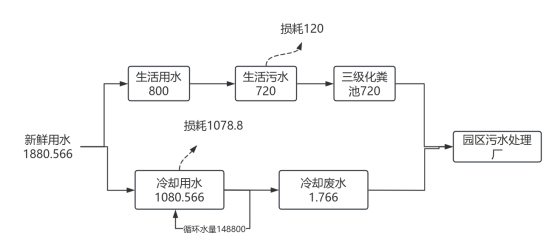 损耗120
生活用水
800
生活污水
720
三级化粪
池720
新鲜用水
1880.566
损耗1078.8
园区污水处理
厂
冷却用水
1080.566
冷却废水
1.766
循环水量148800